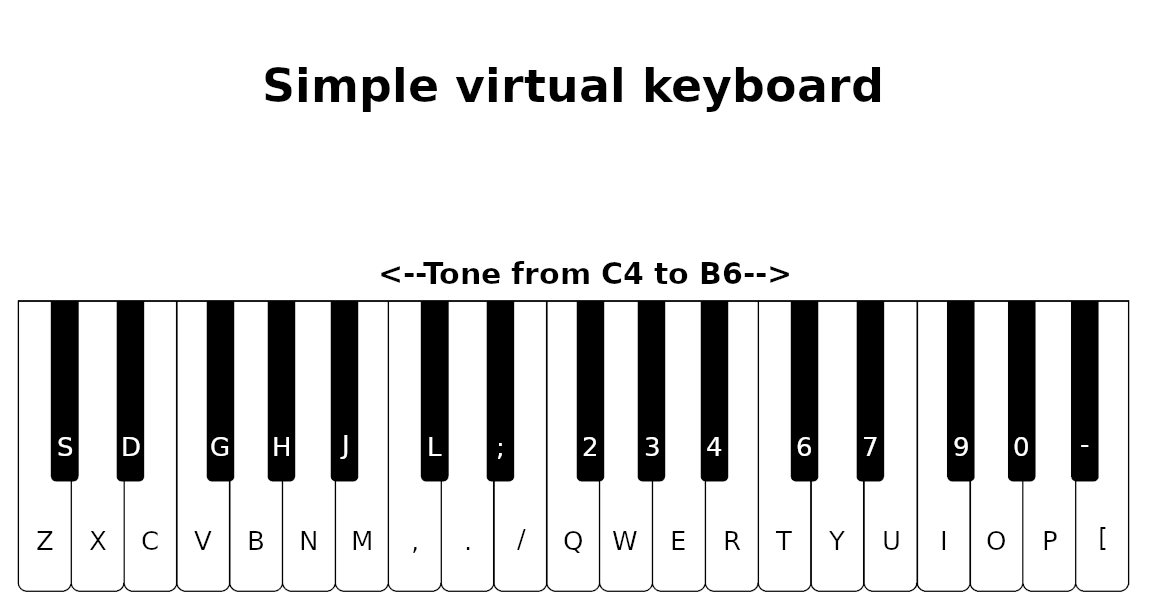 Simple virtual keyboard
<--Tone from C4 to B6-->
S D G H J L ; 2 3 4 6 7 9 0 -
Z X C V B N M , . / Q W E R T Y U I O P [